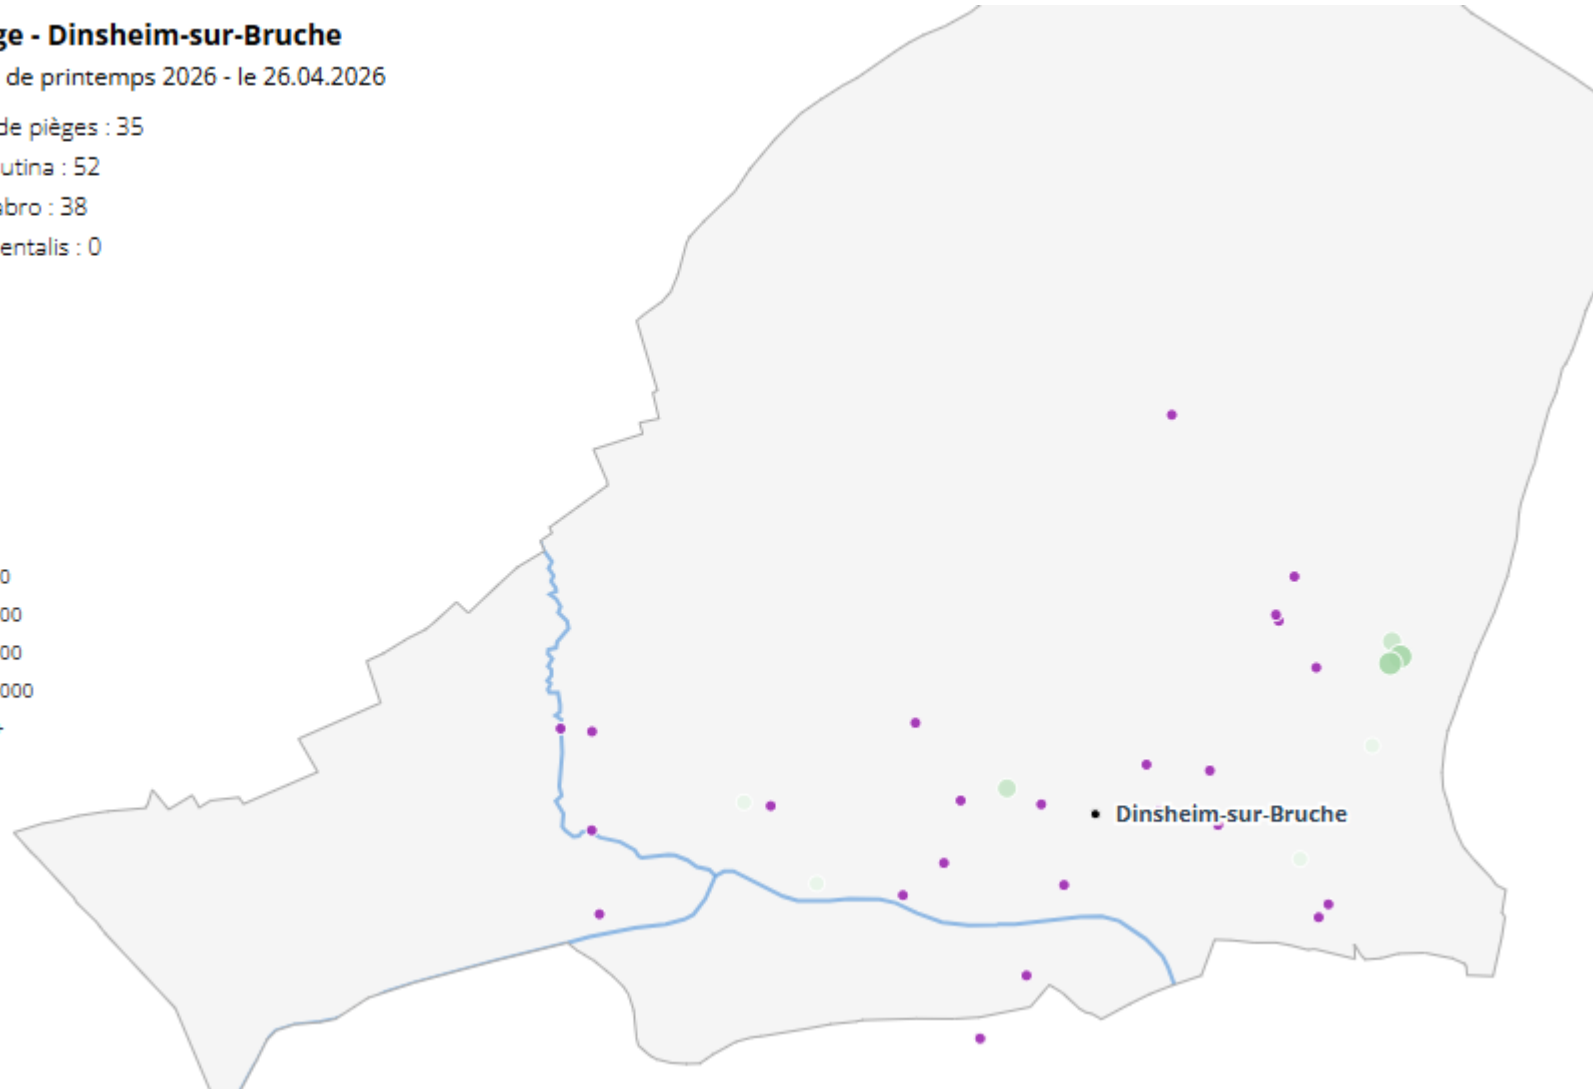 ge - Dinsheim-sur-Bruche
de printemps 2026 - le 26.04.2026
de pièges : 35
utina : 52
abro : 38
entalis : 0
0
00
00
000
Dinsheim-sur-Bruche